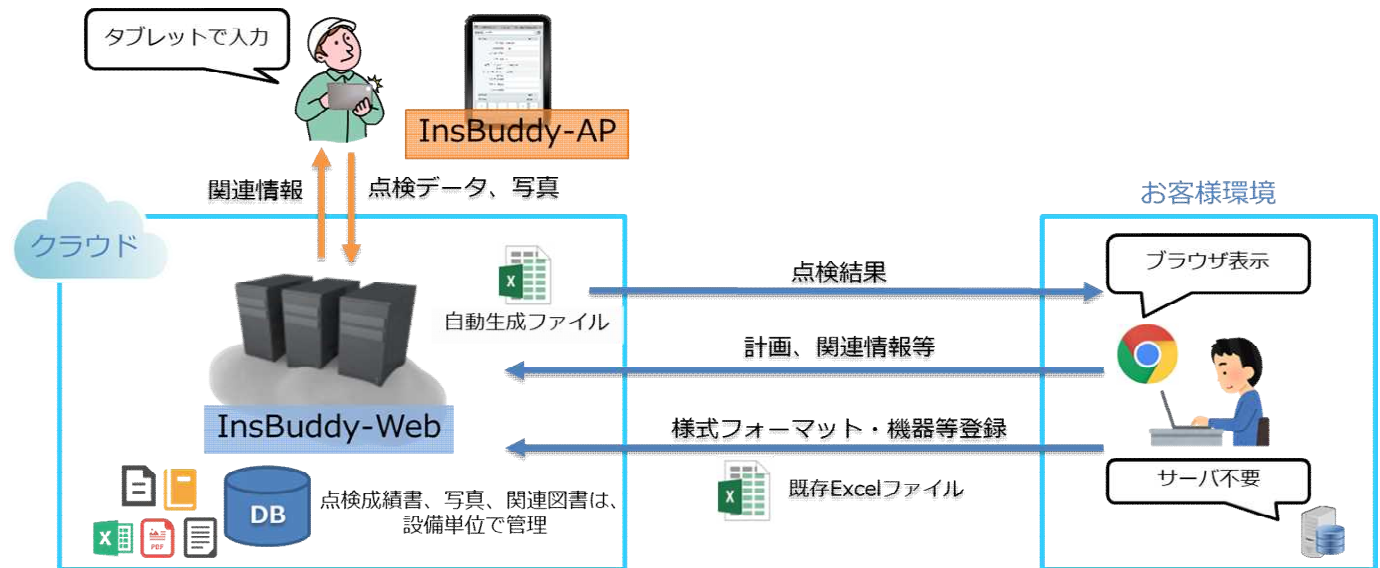 タブレットで入力
InsBuddy-AP
関連情報
点検データ、写真
お客様環境
クラウド
ブラウザ表示
点検結果
自動生成ファイル
計画、関連情報等
InsBuddy-Web
様式フォーマット・機器等登録
サーバ不要
既存Excelファイル
DB
点検成績書、写真、関連図書は、
設備単位で管理
PDF